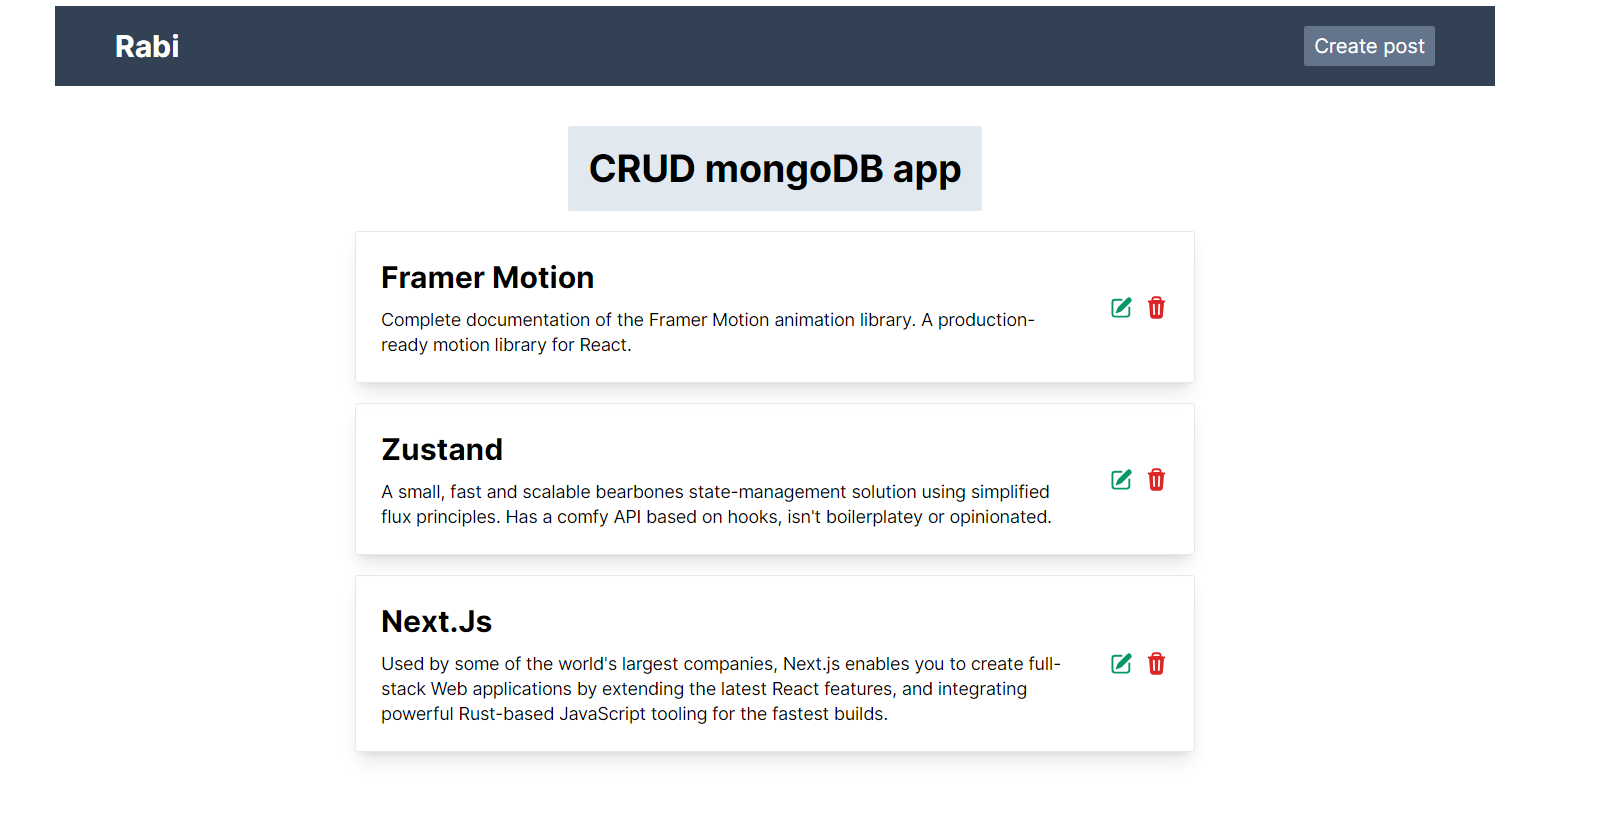 Rabi
Create post
CRUD mongoDB app
Framer Motion
Complete documentation of the Framer Motion animation library. A production-
ready motion library for React.
Zustand
A small, fast and scalable bearbones state-management solution using simplified
flux principles. Has a comfy API based on hooks, isn't boilerplatey or opinionated.
Next.Js
Used by some of the world's largest companies, Next.js enables you to create full-
stack Web applications by extending the latest React features, and integrating
powerful Rust-based JavaScript tooling for the fastest builds.